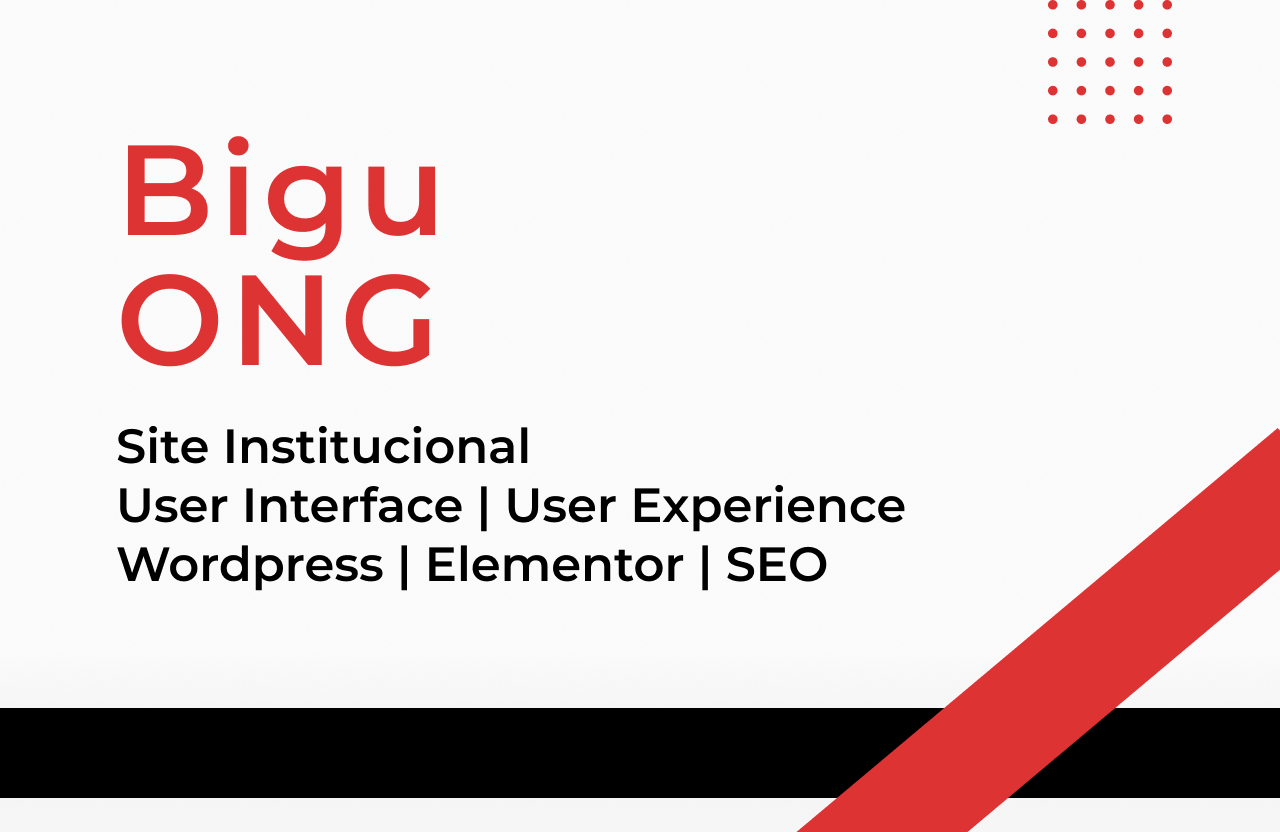 Bigu
ONG
Site Institucional
User Interface | User Experience
Wordpress | Elementor | SEO